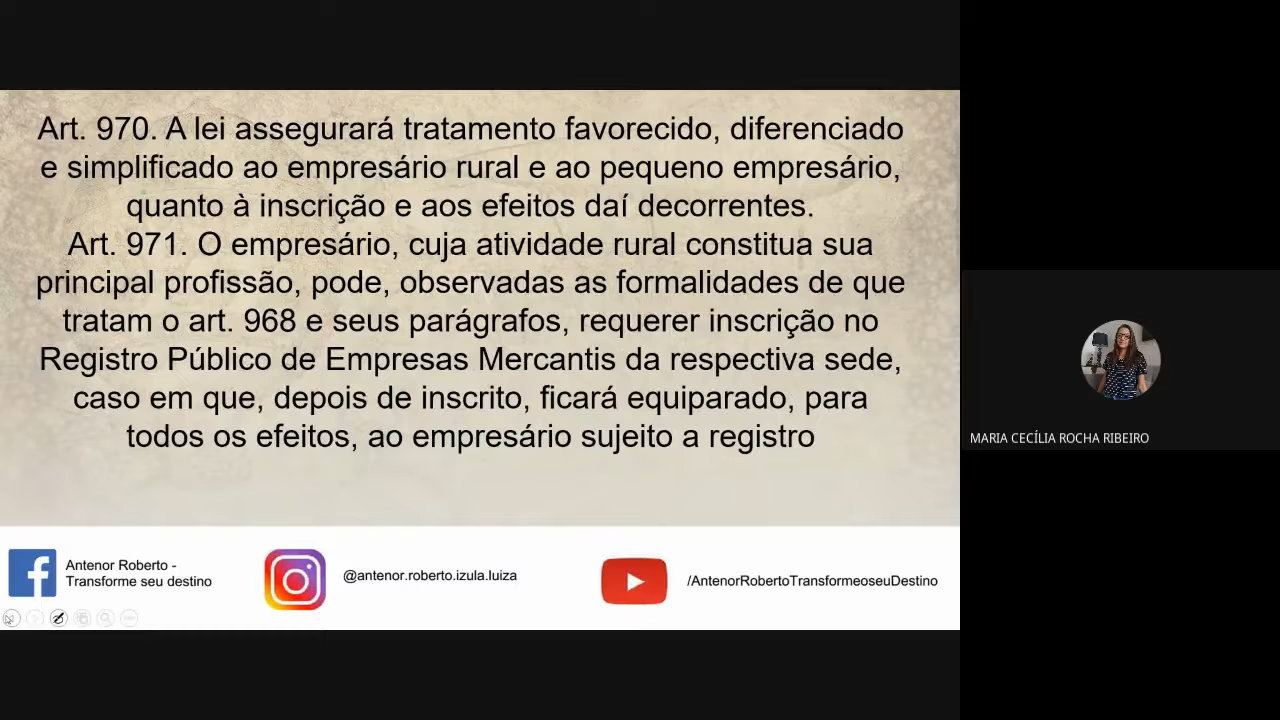 Art. 970. A lei assegurará tratamento favorecido, diferenciado
e simplificado ao empresário rural e ao pequeno empresário,
quanto à inscrição e aos efeitos daí decorrentes.
Art. 971. O empresário, cuja atividade rural constitua sua
principal profissão, pode, observadas as formalidades de que
tratam o art. 968 e seus parágrafos, requerer inscrição no
Registro Público de Empresas Mercantis da respectiva sede,
caso em que, depois de inscrito, ficará equiparado, para
todos os efeitos, ao empresário sujeito a registro
Antenor Roberto -
Transforme seu destino
@antenor.roberto.izula.luiza
/AntenorRobertoTransformeoseuDestino
MARIA CECÍLIA ROCHA RIBEIRO